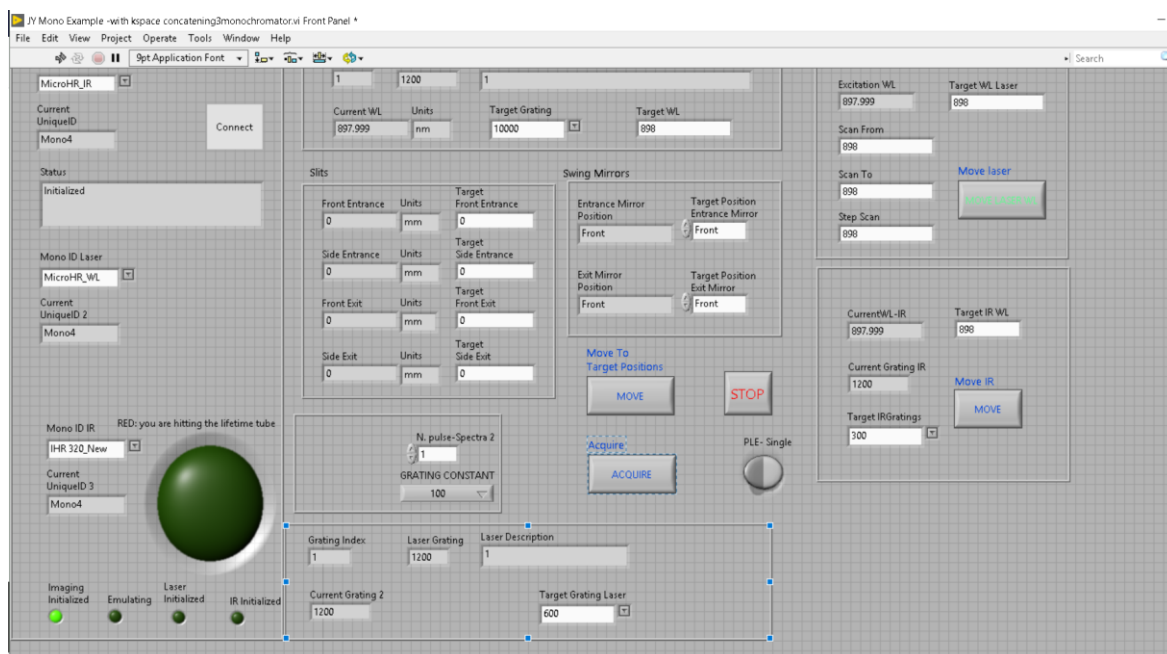 JY Mono Example -with kspace concatening3monochromator.vi Front Panel *
File Edit View Project Operate Tools Window Help
9pt Application Font
Search
MicroHR_IR
Current
UniqueID
Mono4
Connect
Status
Initialized
Mono ID Laser
MicroHR_WL
Current
UniqueID 2
Mono4
Mono ID IR
IHR 320_New
Current
UniqueID 3
Mono4
RED: you are hitting the lifetime tube
Imaging
Initialized
Emulating
Laser
Initialized
IR Initialized
1 1200 1
Current WL Units Target Grating Target WL
897.999 nm 10000 898
Slits
Front Entrance Units Target
Front Entrance
0 mm 0
Side Entrance Units Target
Side Entrance
0 mm 0
Front Exit Units Target
Front Exit
0 mm 0
Side Exit Units Target
Side Exit
0 mm 0
Swing Mirrors
Entrance Mirror
Position
Front
Target Position
Entrance Mirror
Front
Exit Mirror
Position
Front
Target Position
Exit Mirror
Front
Move To
Target Positions
MOVE
STOP
Acquire
ACQUIRE
PLE- Single
N. pulse-Spectra 2
1
GRATING CONSTANT
100
Grating Index Laser Grating Laser Description
1 1200 1
Current Grating 2 Target Grating Laser
1200 600
Excitation WL Target WL Laser
897.999 898
Scan From
898
Scan To
898
Step Scan
898
Move laser
CurrentWL-IR Target IR WL
897.999 898
Current Grating IR
1200
Move IR
MOVE
Target IRGratings
300